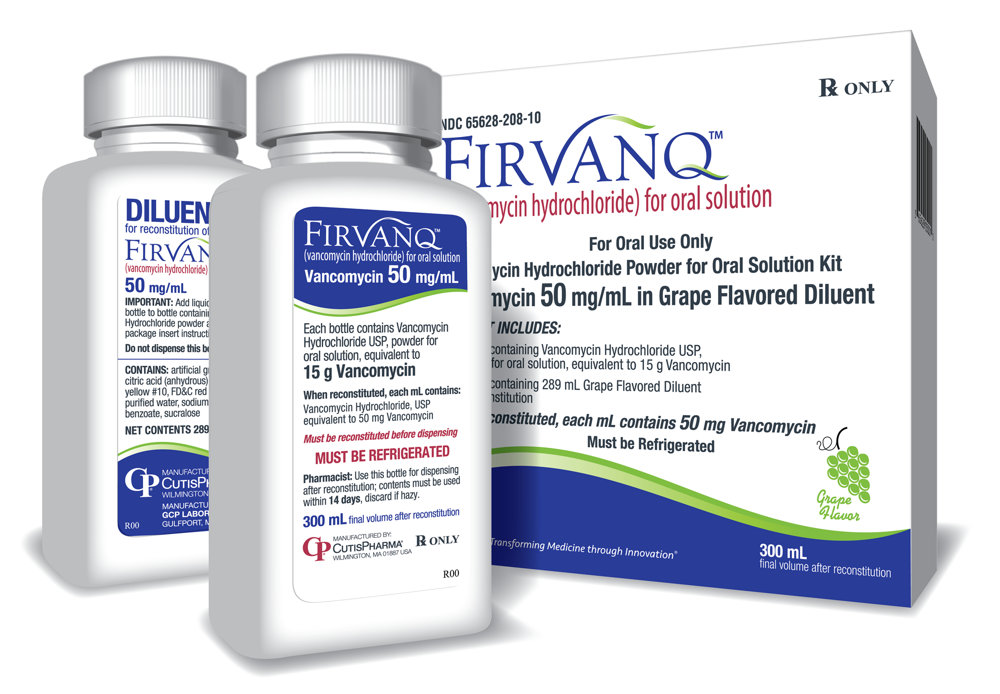 DILUEN
for reconstitution of
FIRVAN
(vancomycin hydrochloride)
50 mg/mL
IMPORTANT: Add
bottle to bottle
Hydrochloride powder
package insert
Do not dispense this
CONTAINS: artificial
citric acid (anhydrous)
yellow #10, FD&C red
purified water, sodium
benzoate, sucralose
NET CONTENTS 289
CP®
MANUFACTUR
CUTISPH
WILMINGTON,
MANUFACTU
GCP LABOR
GULFPORT, M
R00
FIRVANQ™
(vancomycin hydrochloride) for oral solution
Vancomycin 50 mg/mL
Each bottle contains Vancomycin
Hydrochloride USP, powder for
oral solution, equivalent to
15 g Vancomycin
When reconstituted, each mL contains:
Vancomycin Hydrochloride, USP
equivalent to 50 mg Vancomycin
Must be reconstituted before dispensing
MUST BE REFRIGERATED
Pharmacist: Use this bottle for dispensing
after reconstitution; contents must be used
within 14 days, discard if hazy.
300 mL final volume after reconstitution
CP®
MANUFACTURED BY:
CUTISPHARMA®
WILMINGTON, MA 01887 USA
Rx ONLY
R00
Rx ONLY
NDC 65628-208-10
FIRVANQ™
mycin hydrochloride) for oral solution
For Oral Use Only
ycin Hydrochloride Powder for Oral Solution Kit
mycin 50 mg/mL in Grape Flavored Diluent
T INCLUDES:
containing Vancomycin Hydrochloride USP,
for oral solution, equivalent to 15 g Vancomycin
containing 289 mL Grape Flavored Diluent
nstitution
constituted, each mL contains 50 mg Vancomycin
Must be Refrigerated
Grape
Flavor
Transforming Medicine through Innovation®
300 mL
final volume after reconstitution